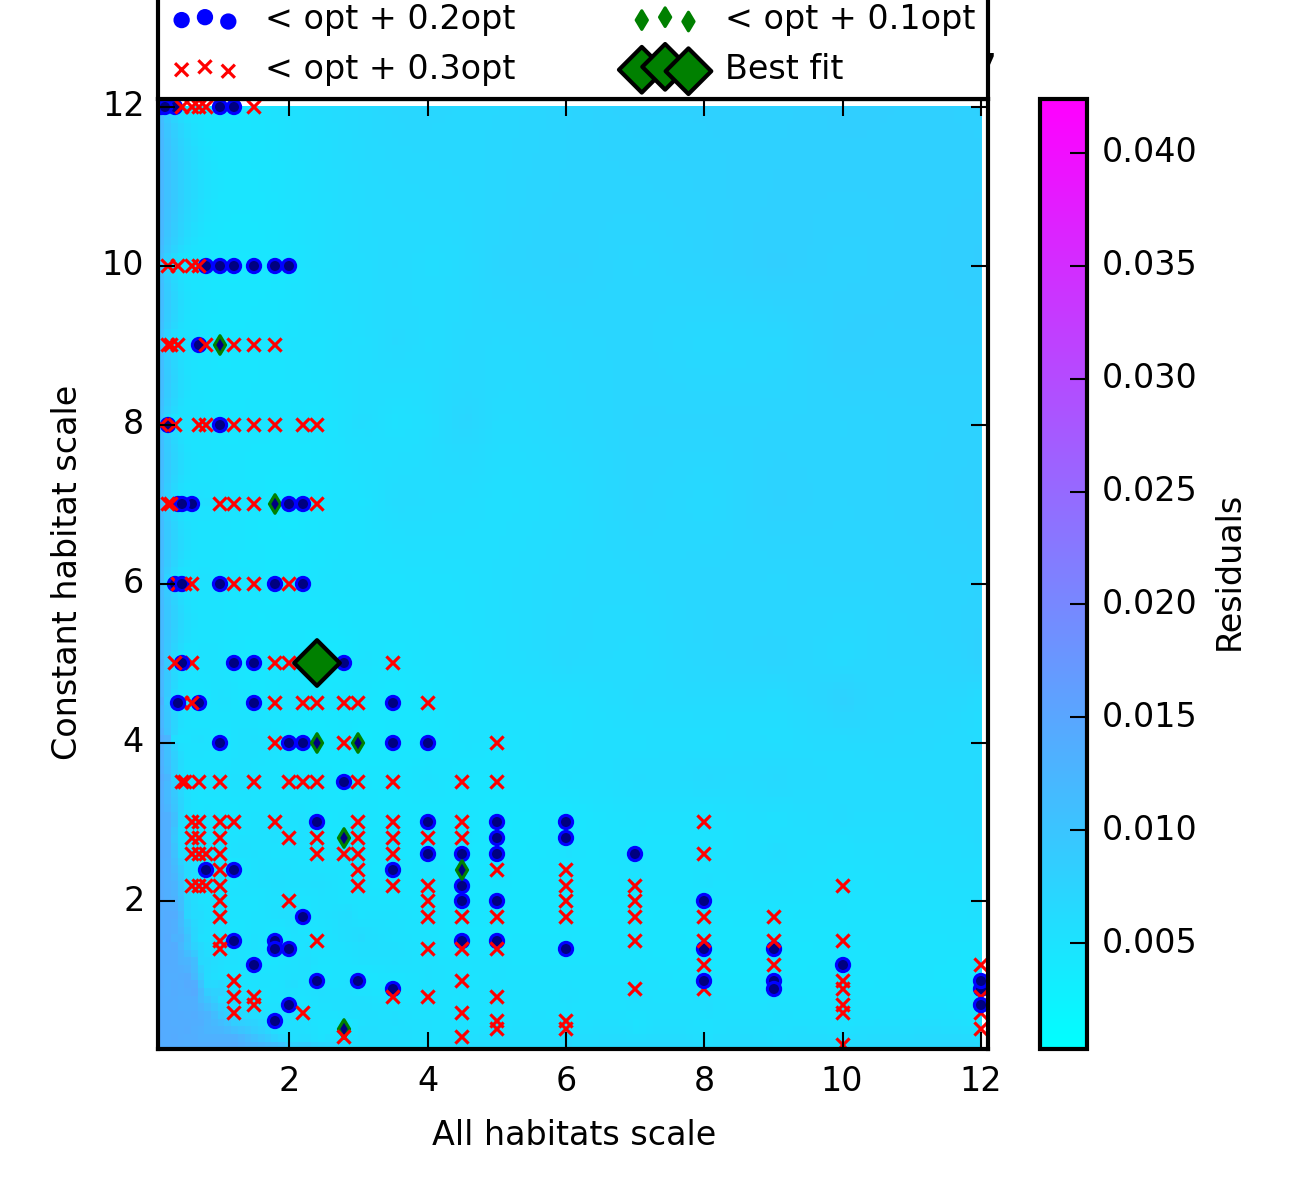 < opt + 0.2opt < opt + 0.1opt
< opt + 0.3opt Best fit
12
10
8
6
4
2
Constant habitat scale
2 4 6 8 10 12
All habitats scale
0.040
0.035
0.030
0.025
0.020
0.015
0.010
0.005
Residuals